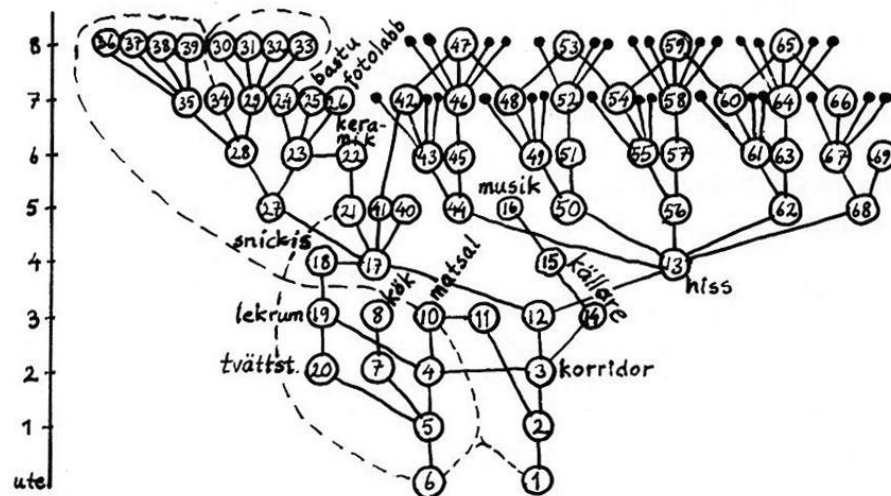 8 36 37 38 39 30 31 32 33 47 53 59 65
bastu
fotolabb
7 35 34 29 24 25 26 42 46 48 52 54 58 60 64 66
kera-
mik
6 28 23 22 43 45 49 51 55 57 61 63 67 69
musik
5 27 21 41 40 44 16 50 56 62 68
snickis
4 18 17 15 13
källare
hiss
kök
matsal
3 lekrum 19 8 10 11 12 14
2 tvättst. 20 7 4 3 korridor
1 5 2
ute 6 1